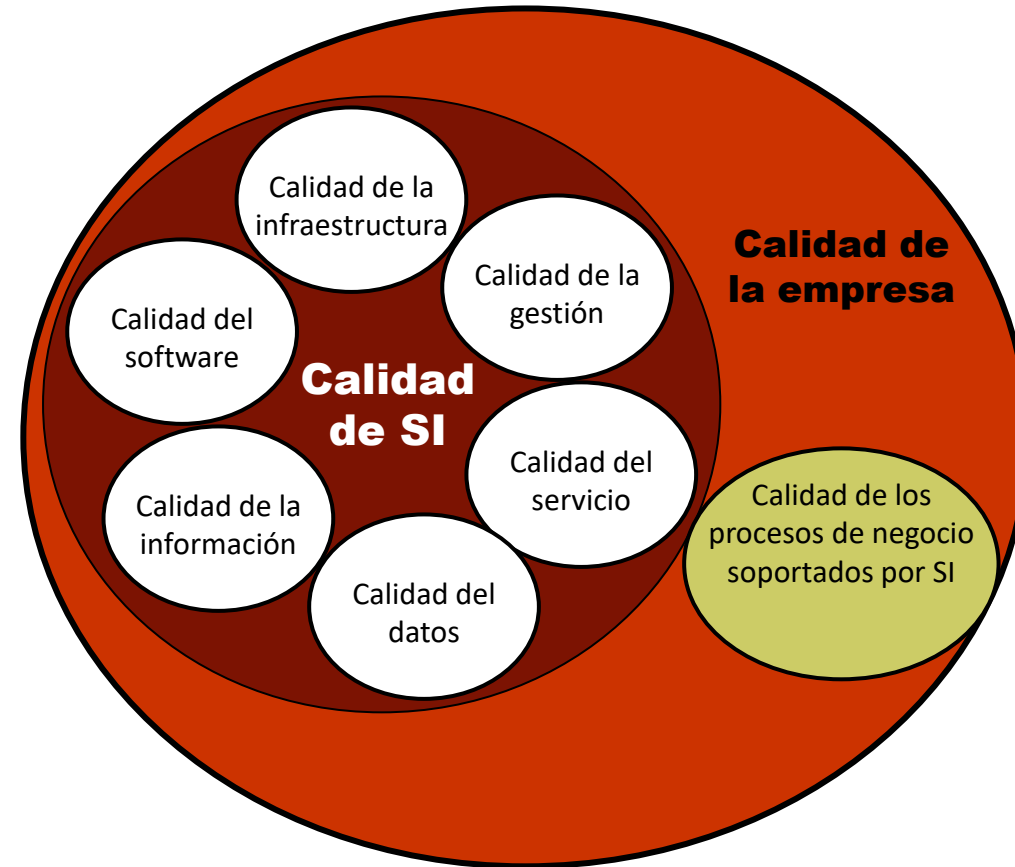 Calidad de la
infraestructura
Calidad de la
gestión
Calidad de
la empresa
Calidad del
software
Calidad
de SI
Calidad del
servicio
Calidad de la
información
Calidad de los
procesos de negocio
soportados por SI
Calidad del
datos